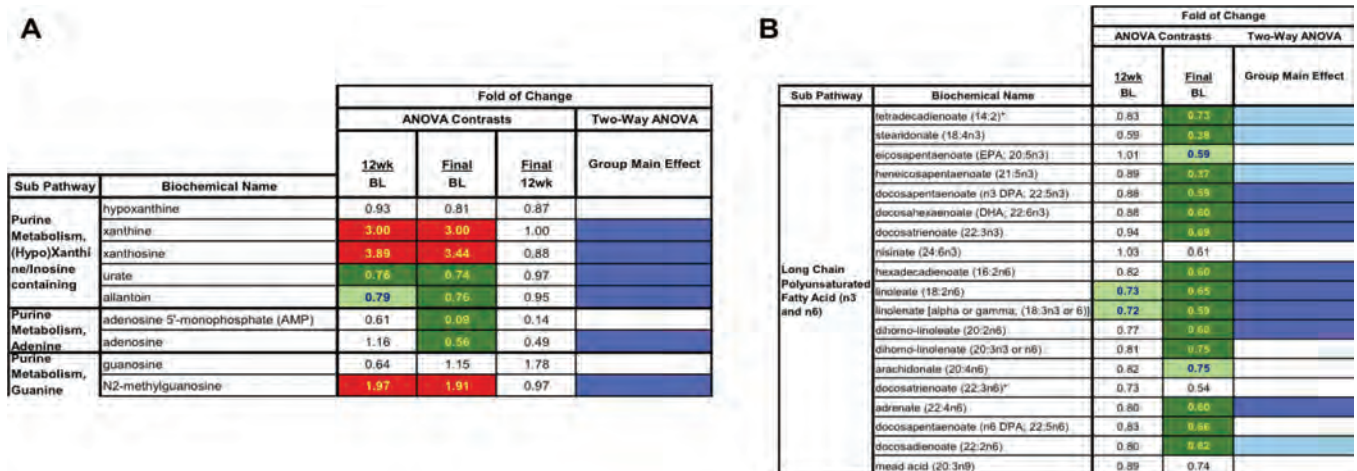 A
Fold of Change
ANOVA Contrasts Two-Way ANOVA
12wk Final Final Group Main Effect
BL BL 12wk
Sub Pathway Biochemical Name
Purine
Metabolism,
(Hypo)Xanthi
ne/Inosine
containing
hypoxanthine 0.93 0.81 0.87
xanthine 3.00 3.00 1.00
xanthosine 3.89 3.44 0.88
urate 0.76 0.74 0.97
allantoin 0.79 0.76 0.95
Purine
Metabolism,
Adenine
adenosine 5'-monophosphate (AMP) 0.61 0.09 0.14
adenosine 1.16 0.56 0.49
Purine
Metabolism,
Guanine
guanosine 0.64 1.15 1.78
N2-methylguanosine 1.97 1.91 0.97
B
Fold of Change
ANOVA Contrasts Two-Way ANOVA
12wk Final Group Main Effect
BL BL
Sub Pathway Biochemical Name
Long Chain
Polyunsaturated
Fatty Acid (n3
and n6)
tetradecadienoate (14:2)* 0.83 0.73
stearidonate (18:4n3) 0.59 0.38
eicosapentaenoate (EPA; 20:5n3) 1.01 0.59
heneicosapentaenoate (21:5n3) 0.89 0.37
docosapentaenoate (n3 DPA; 22:5n3) 0.88 0.59
docosahexaenoate (DHA; 22:6n3) 0.88 0.60
docosatrienoate (22:3n3) 0.94 0.69
nisinate (24:6n3) 1.03 0.61
hexadecadienoate (16:2n6) 0.82 0.60
linoleate (18:2n6) 0.73 0.65
linolenate [alpha or gamma; (18:3n3 or 6)] 0.72 0.59
dihomo-linoleate (20:2n6) 0.77 0.60
dihomo-linolenate (20:3n3 or n6) 0.81 0.75
arachidonate (20:4n6) 0.82 0.75
docosatrienoate (22:3n6)* 0.73 0.54
adrenate (22:4n6) 0.80 0.60
docosapentaenoate (n6 DPA; 22:5n6) 0.83 0.66
docosadienoate (22:2n6) 0.80 0.62
mead acid (20:3n9) 0.89 0.74